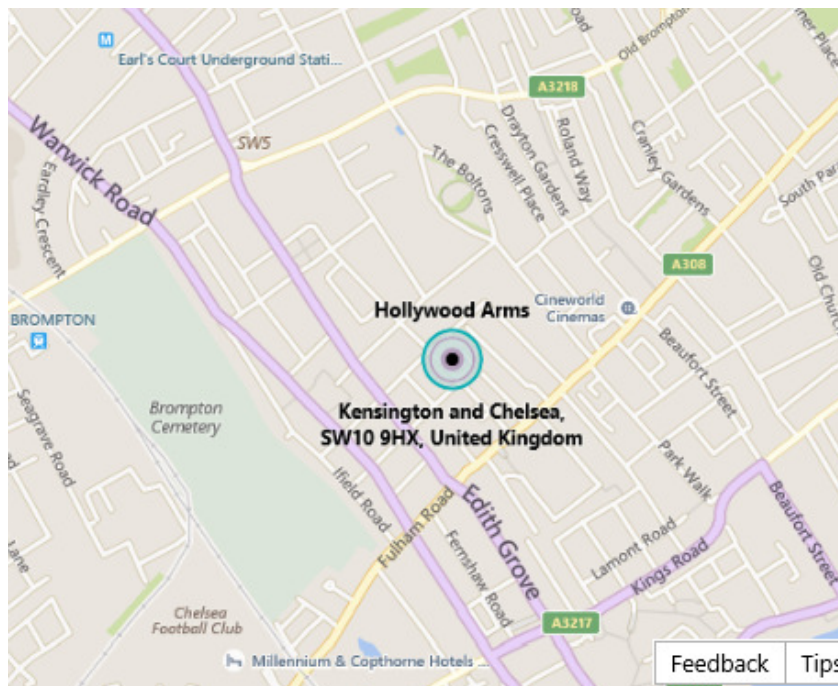 Old Brompton
Earl's Court Underground Stati...
A3218
Warwick Road
SW5
Eardley Crescent
The Boltons
Drayton Gardens
Cresswell Place
Roland Way
Cranley Gardens
South Par
A308
Old Church
BROMPTON
Hollywood Arms
Cineworld
Cinemas
Beaufort Street
Kensington and Chelsea,
SW10 9HX, United Kingdom
Brompton
Cemetery
Seagrave Road
Ifield Road
Fulham Road
Edith Grove
Park Walk
Beaufort Street
Lamont Road
Kings Road
Fernshaw Road
Lane
Chelsea
Football Club
A3217
Millennium & Copthorne Hotels ...
Feedback
Tips